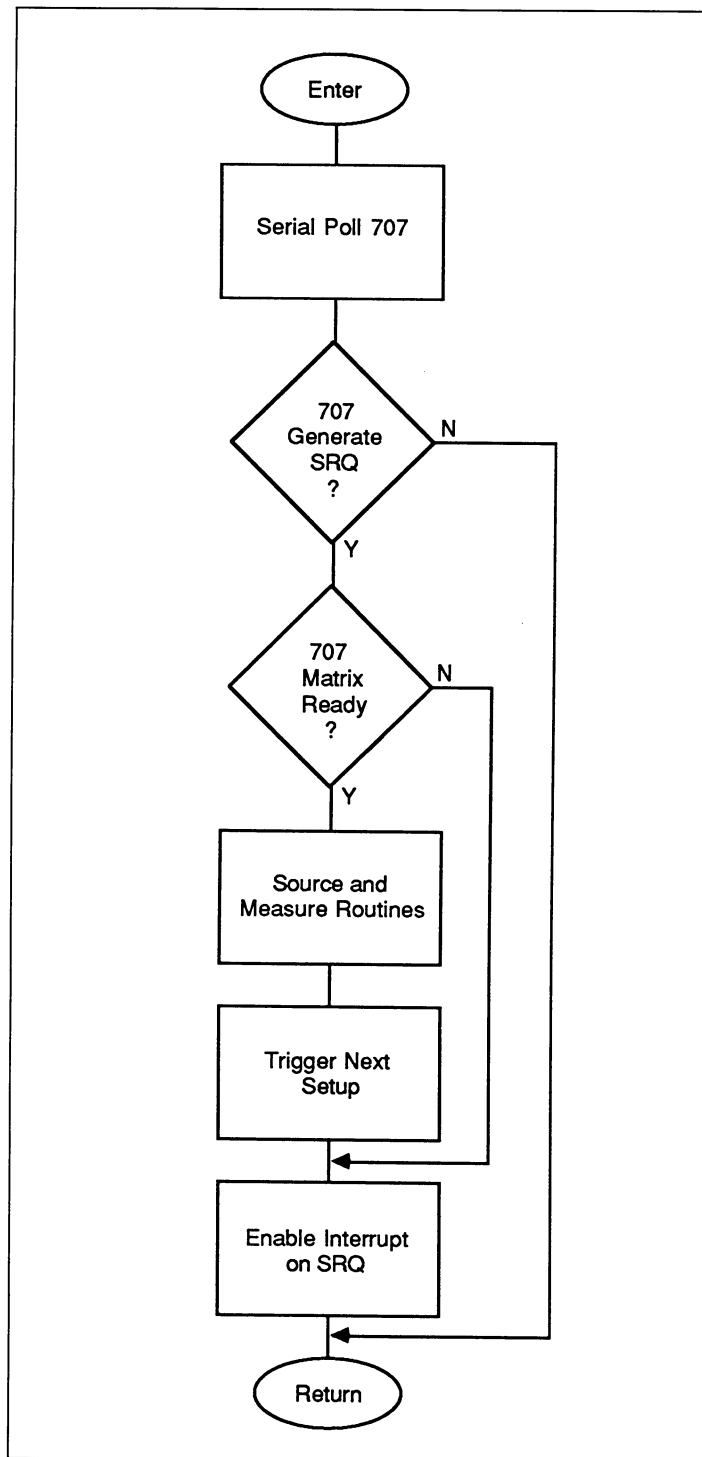 Enter
Serial Poll 707
707
Generate
SRQ
?
N
Y
707
Matrix
Ready
?
N
Y
Source and
Measure Routines
Trigger Next
Setup
Enable Interrupt
on SRQ
Return